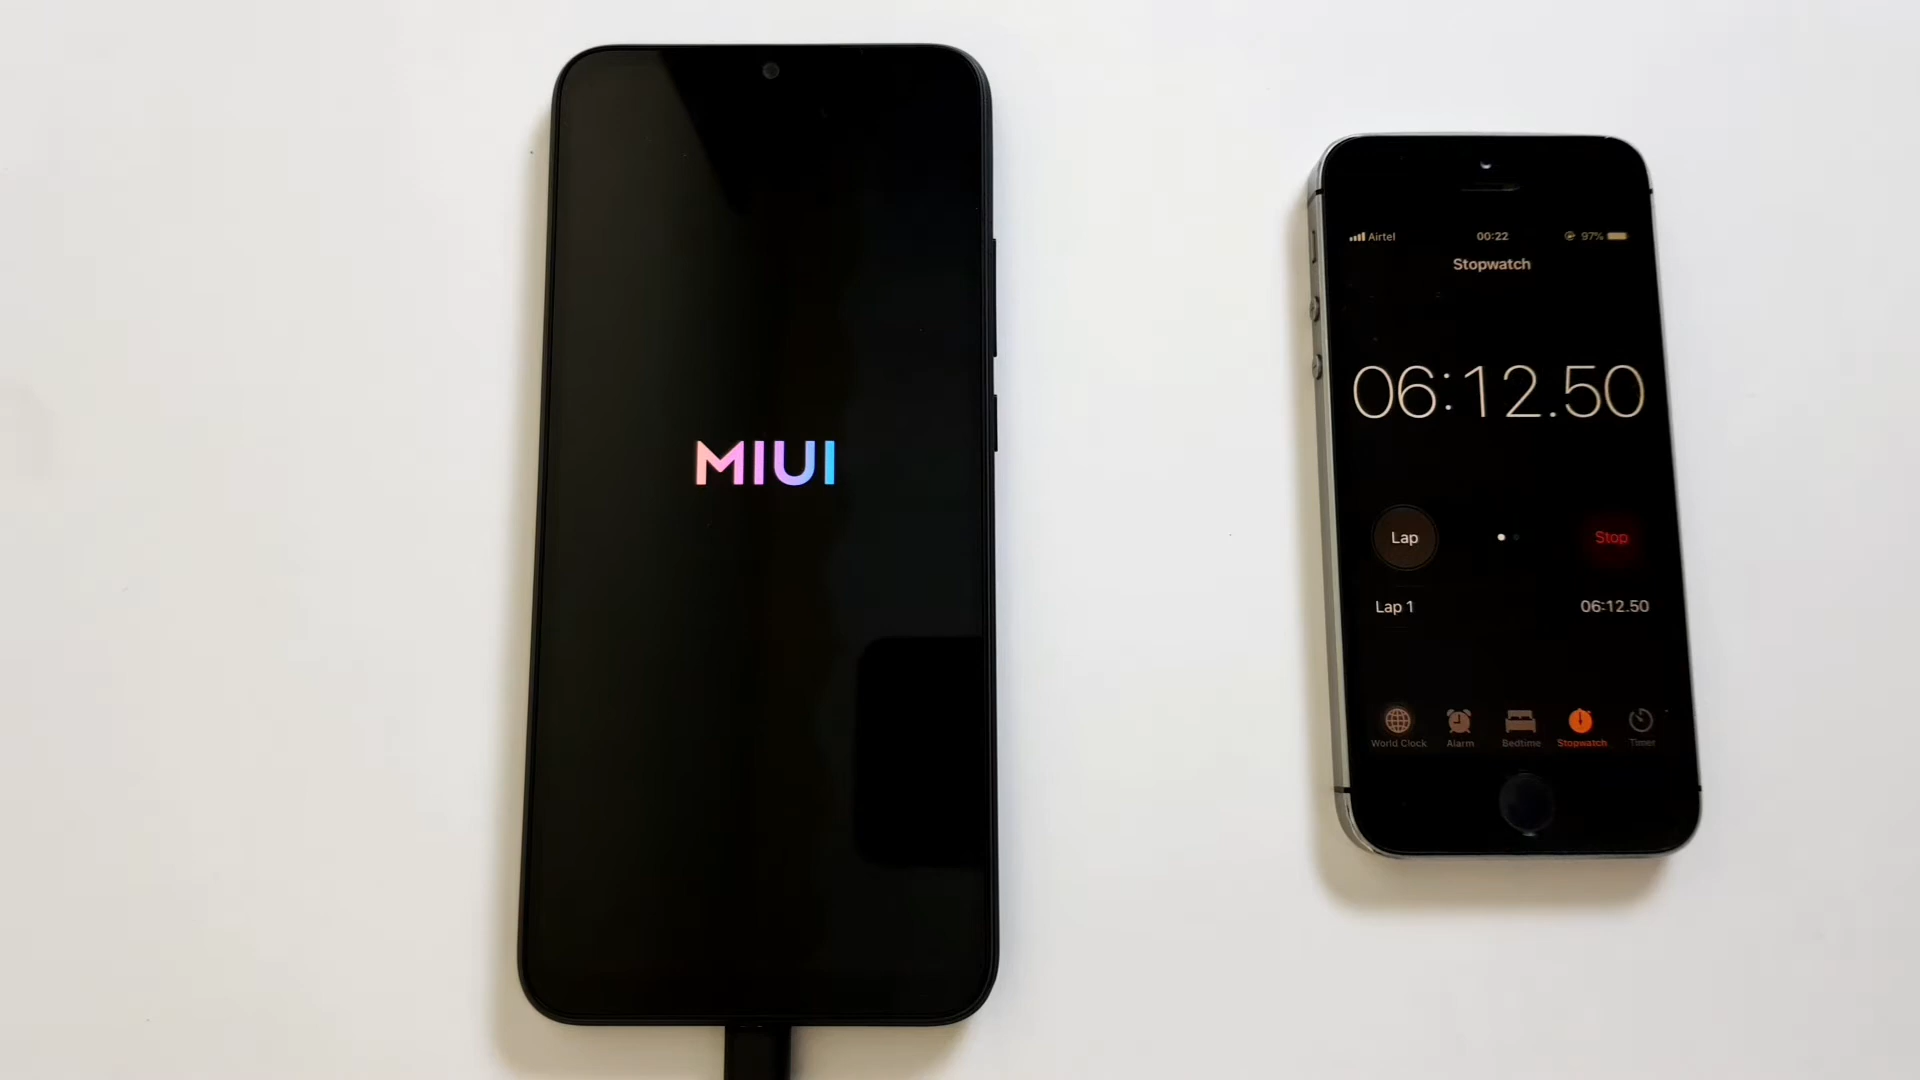 MIUI
Airtel 00:22 97%
Stopwatch
06:12.50
Lap Stop
Lap 1 06:12.50
World Clock Alarm Bedtime Stopwatch Timer